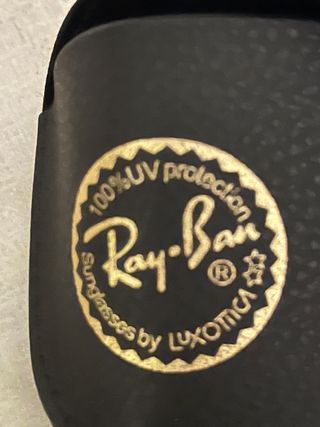 100% UV protection
Ray•Ban®
Sunglasses by LUXOTTICA